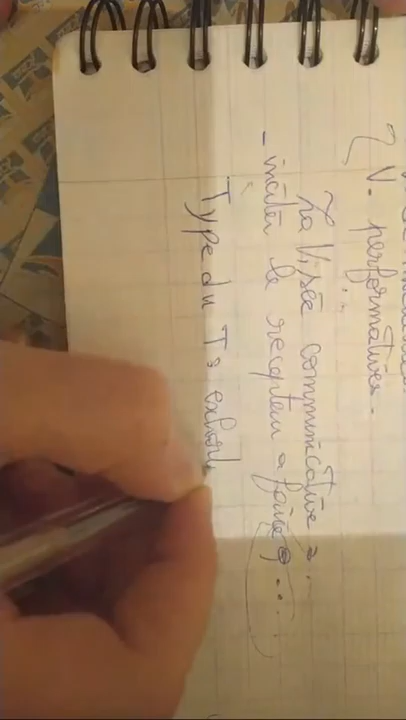 V. performatives.
La Visée communicative :
- inciter le récepteur a faire (...)
Type du T : exhort